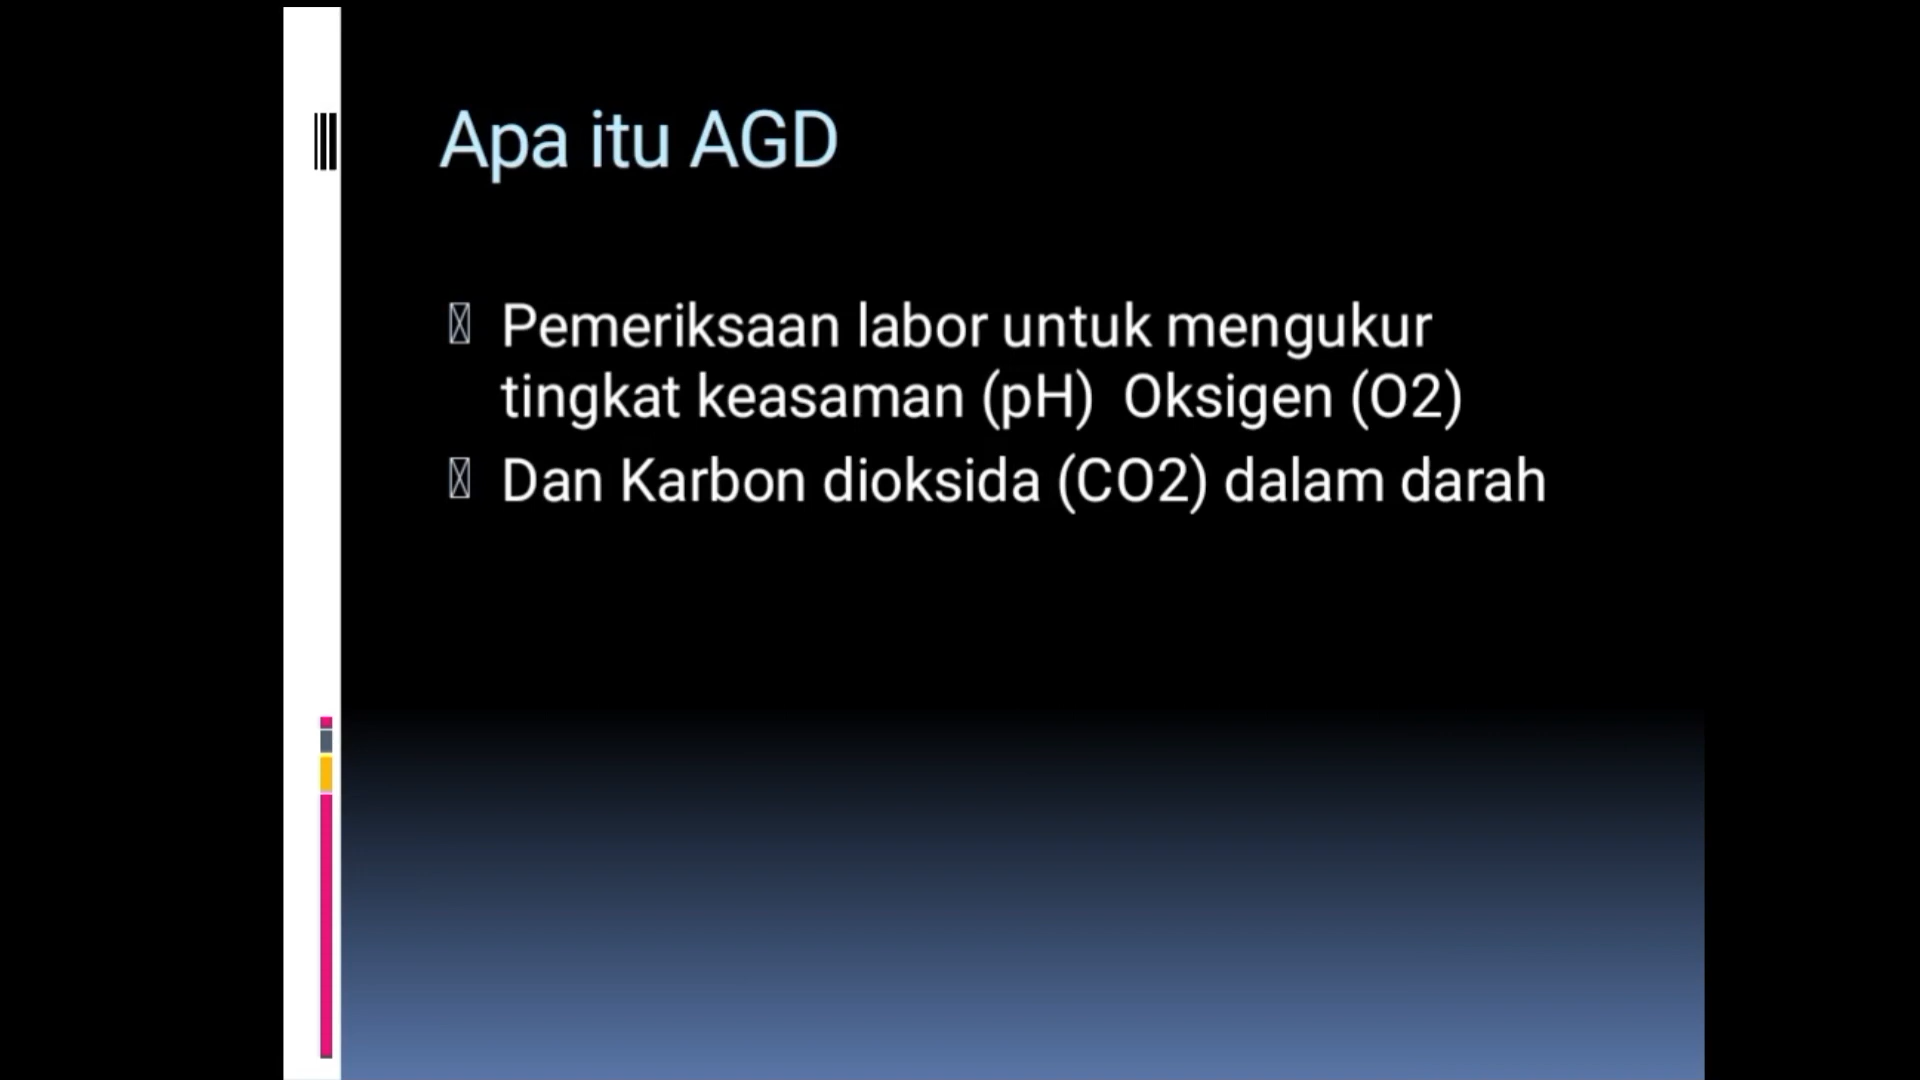 Apa itu AGD
Pemeriksaan labor untuk mengukur
tingkat keasaman (pH) Oksigen (O2)
Dan Karbon dioksida (CO2) dalam darah